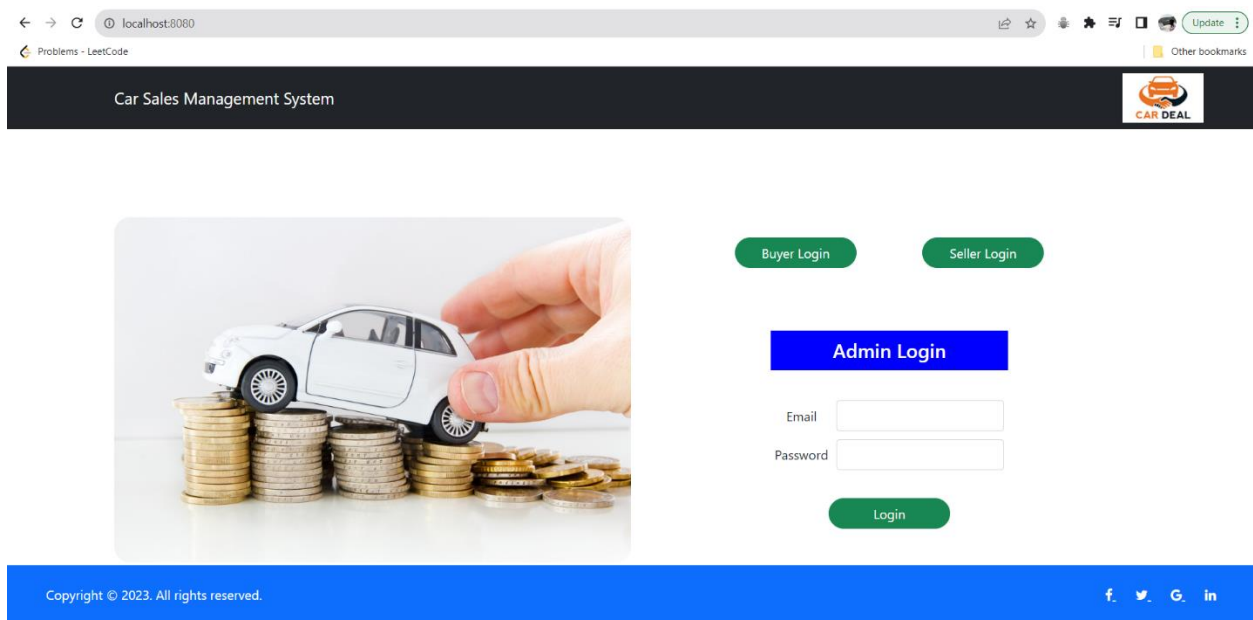 localhost:8080
Update
Problems - LeetCode
Other bookmarks
Car Sales Management System
CAR DEAL
Buyer Login
Seller Login
Admin Login
Email
Password
Login
Copyright © 2023. All rights reserved.
f
G
in